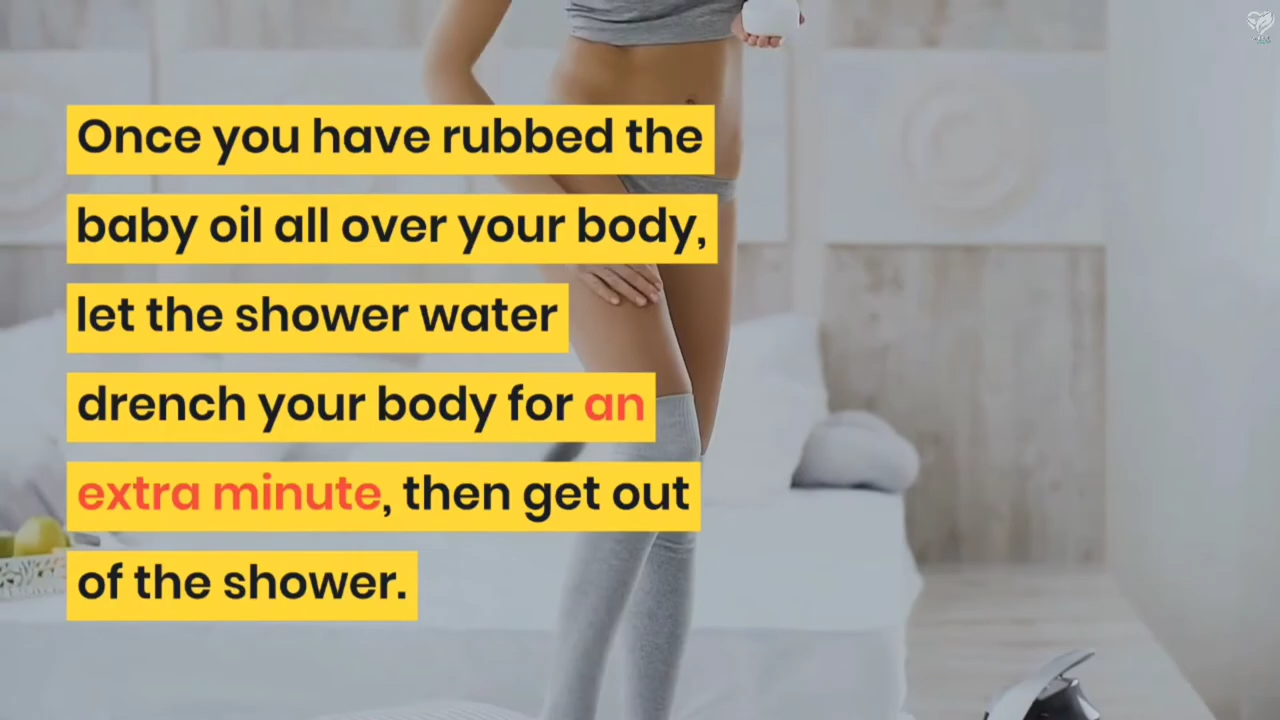 Once you have rubbed the
baby oil all over your body,
let the shower water
drench your body for an
extra minute, then get out
of the shower.